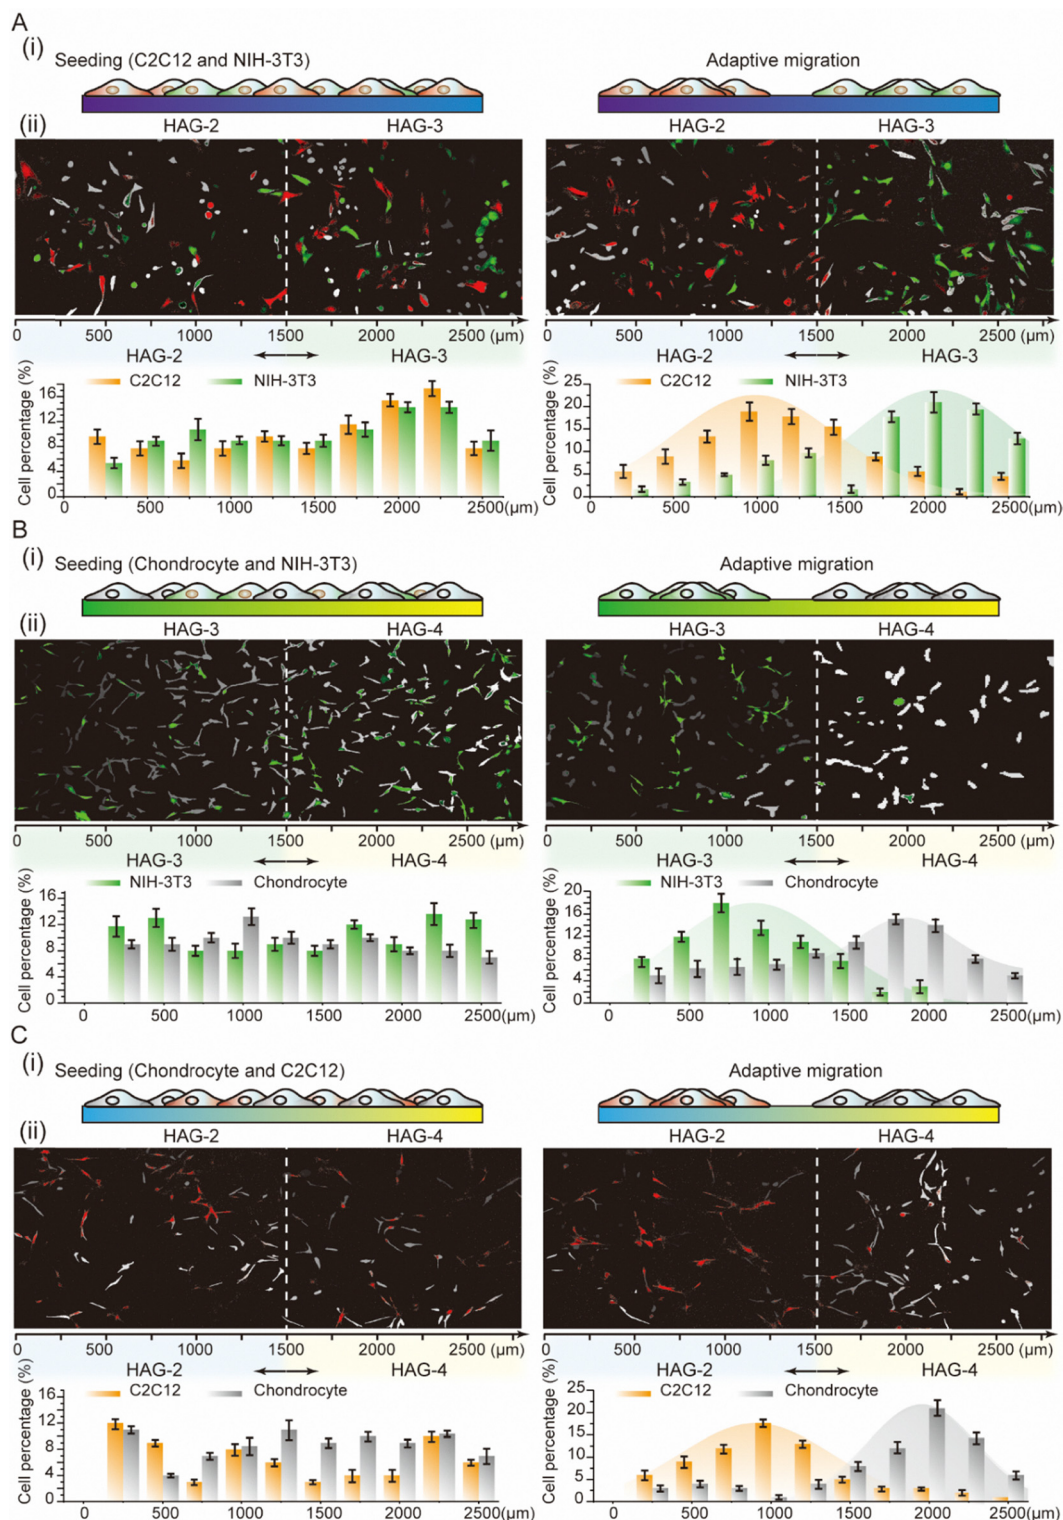 A
(i)
Seeding (C2C12 and NIH-3T3)
Adaptive migration
(ii)
HAG-2
HAG-3
HAG-2
HAG-3
500 1000 1500 2000 2500 (μm)
500 1000 1500 2000 2500 (μm)
HAG-2
HAG-3
HAG-2
HAG-3
Cell percentage (%)
C2C12
NIH-3T3
16
12
8
4
0
0 500 1000 1500 2000 2500(μm)
Cell percentage (%)
C2C12
NIH-3T3
25
20
15
10
5
0
0 500 1000 1500 2000 2500(μm)
B
(i)
Seeding (Chondrocyte and NIH-3T3)
Adaptive migration
(ii)
HAG-3
HAG-4
HAG-3
HAG-4
500 1000 1500 2000 2500 (μm)
500 1000 1500 2000 2500 (μm)
HAG-3
HAG-4
HAG-3
HAG-4
Cell percentage (%)
NIH-3T3
Chondrocyte
16
12
8
4
0
0 500 1000 1500 2000 2500(μm)
Cell percentage (%)
NIH-3T3
Chondrocyte
20
16
12
8
4
0
0 500 1000 1500 2000 2500(μm)
C
(i)
Seeding (Chondrocyte and C2C12)
Adaptive migration
(ii)
HAG-2
HAG-4
HAG-2
HAG-4
500 1000 1500 2000 2500 (μm)
500 1000 1500 2000 2500 (μm)
HAG-2
HAG-4
HAG-2
HAG-4
Cell percentage (%)
C2C12
Chondrocyte
16
12
8
4
0
0 500 1000 1500 2000 2500(μm)
Cell percentage (%)
C2C12
Chondrocyte
25
20
15
10
5
0
0 500 1000 1500 2000 2500(μm)